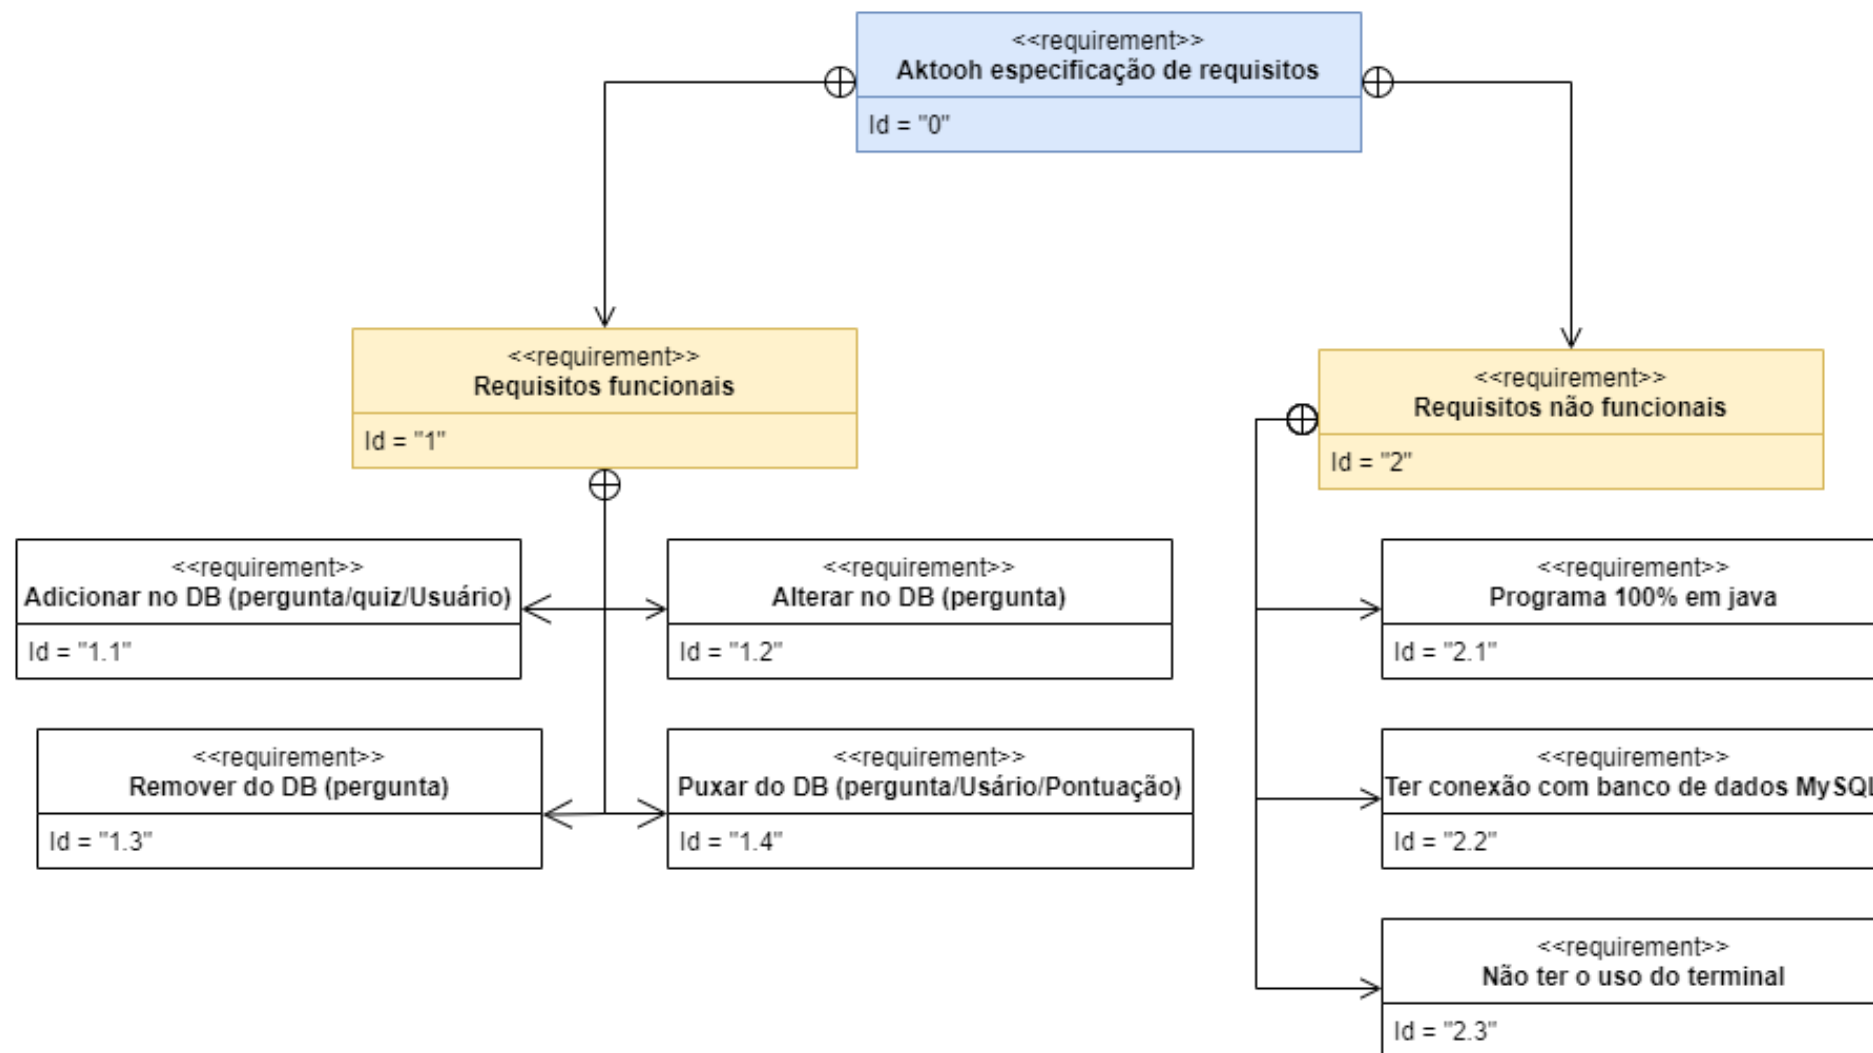 <<requirement>>
Aktooh especificação de requisitos
Id = "0"
<<requirement>>
Requisitos funcionais
Id = "1"
<<requirement>>
Requisitos não funcionais
Id = "2"
<<requirement>>
Adicionar no DB (pergunta/quiz/Usuário)
Id = "1.1"
<<requirement>>
Alterar no DB (pergunta)
Id = "1.2"
<<requirement>>
Programa 100% em java
Id = "2.1"
<<requirement>>
Remover do DB (pergunta)
Id = "1.3"
<<requirement>>
Puxar do DB (pergunta/Usário/Pontuação)
Id = "1.4"
<<requirement>>
Ter conexão com banco de dados MySQL
Id = "2.2"
<<requirement>>
Não ter o uso do terminal
Id = "2.3"